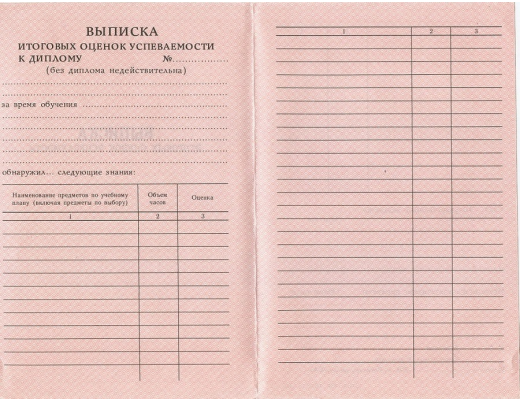 ВЫПИСКА
ИТОГОВЫХ ОЦЕНОК УСПЕВАЕМОСТИ
К ДИПЛОМУ №
(без диплома недействительна)
за время обучения
обнаружил... следующие знания:
Наименование предметов по учебному
плану (включая предметы по выбору)
Объем
часов
Оценка
1 2 3
1 2 3